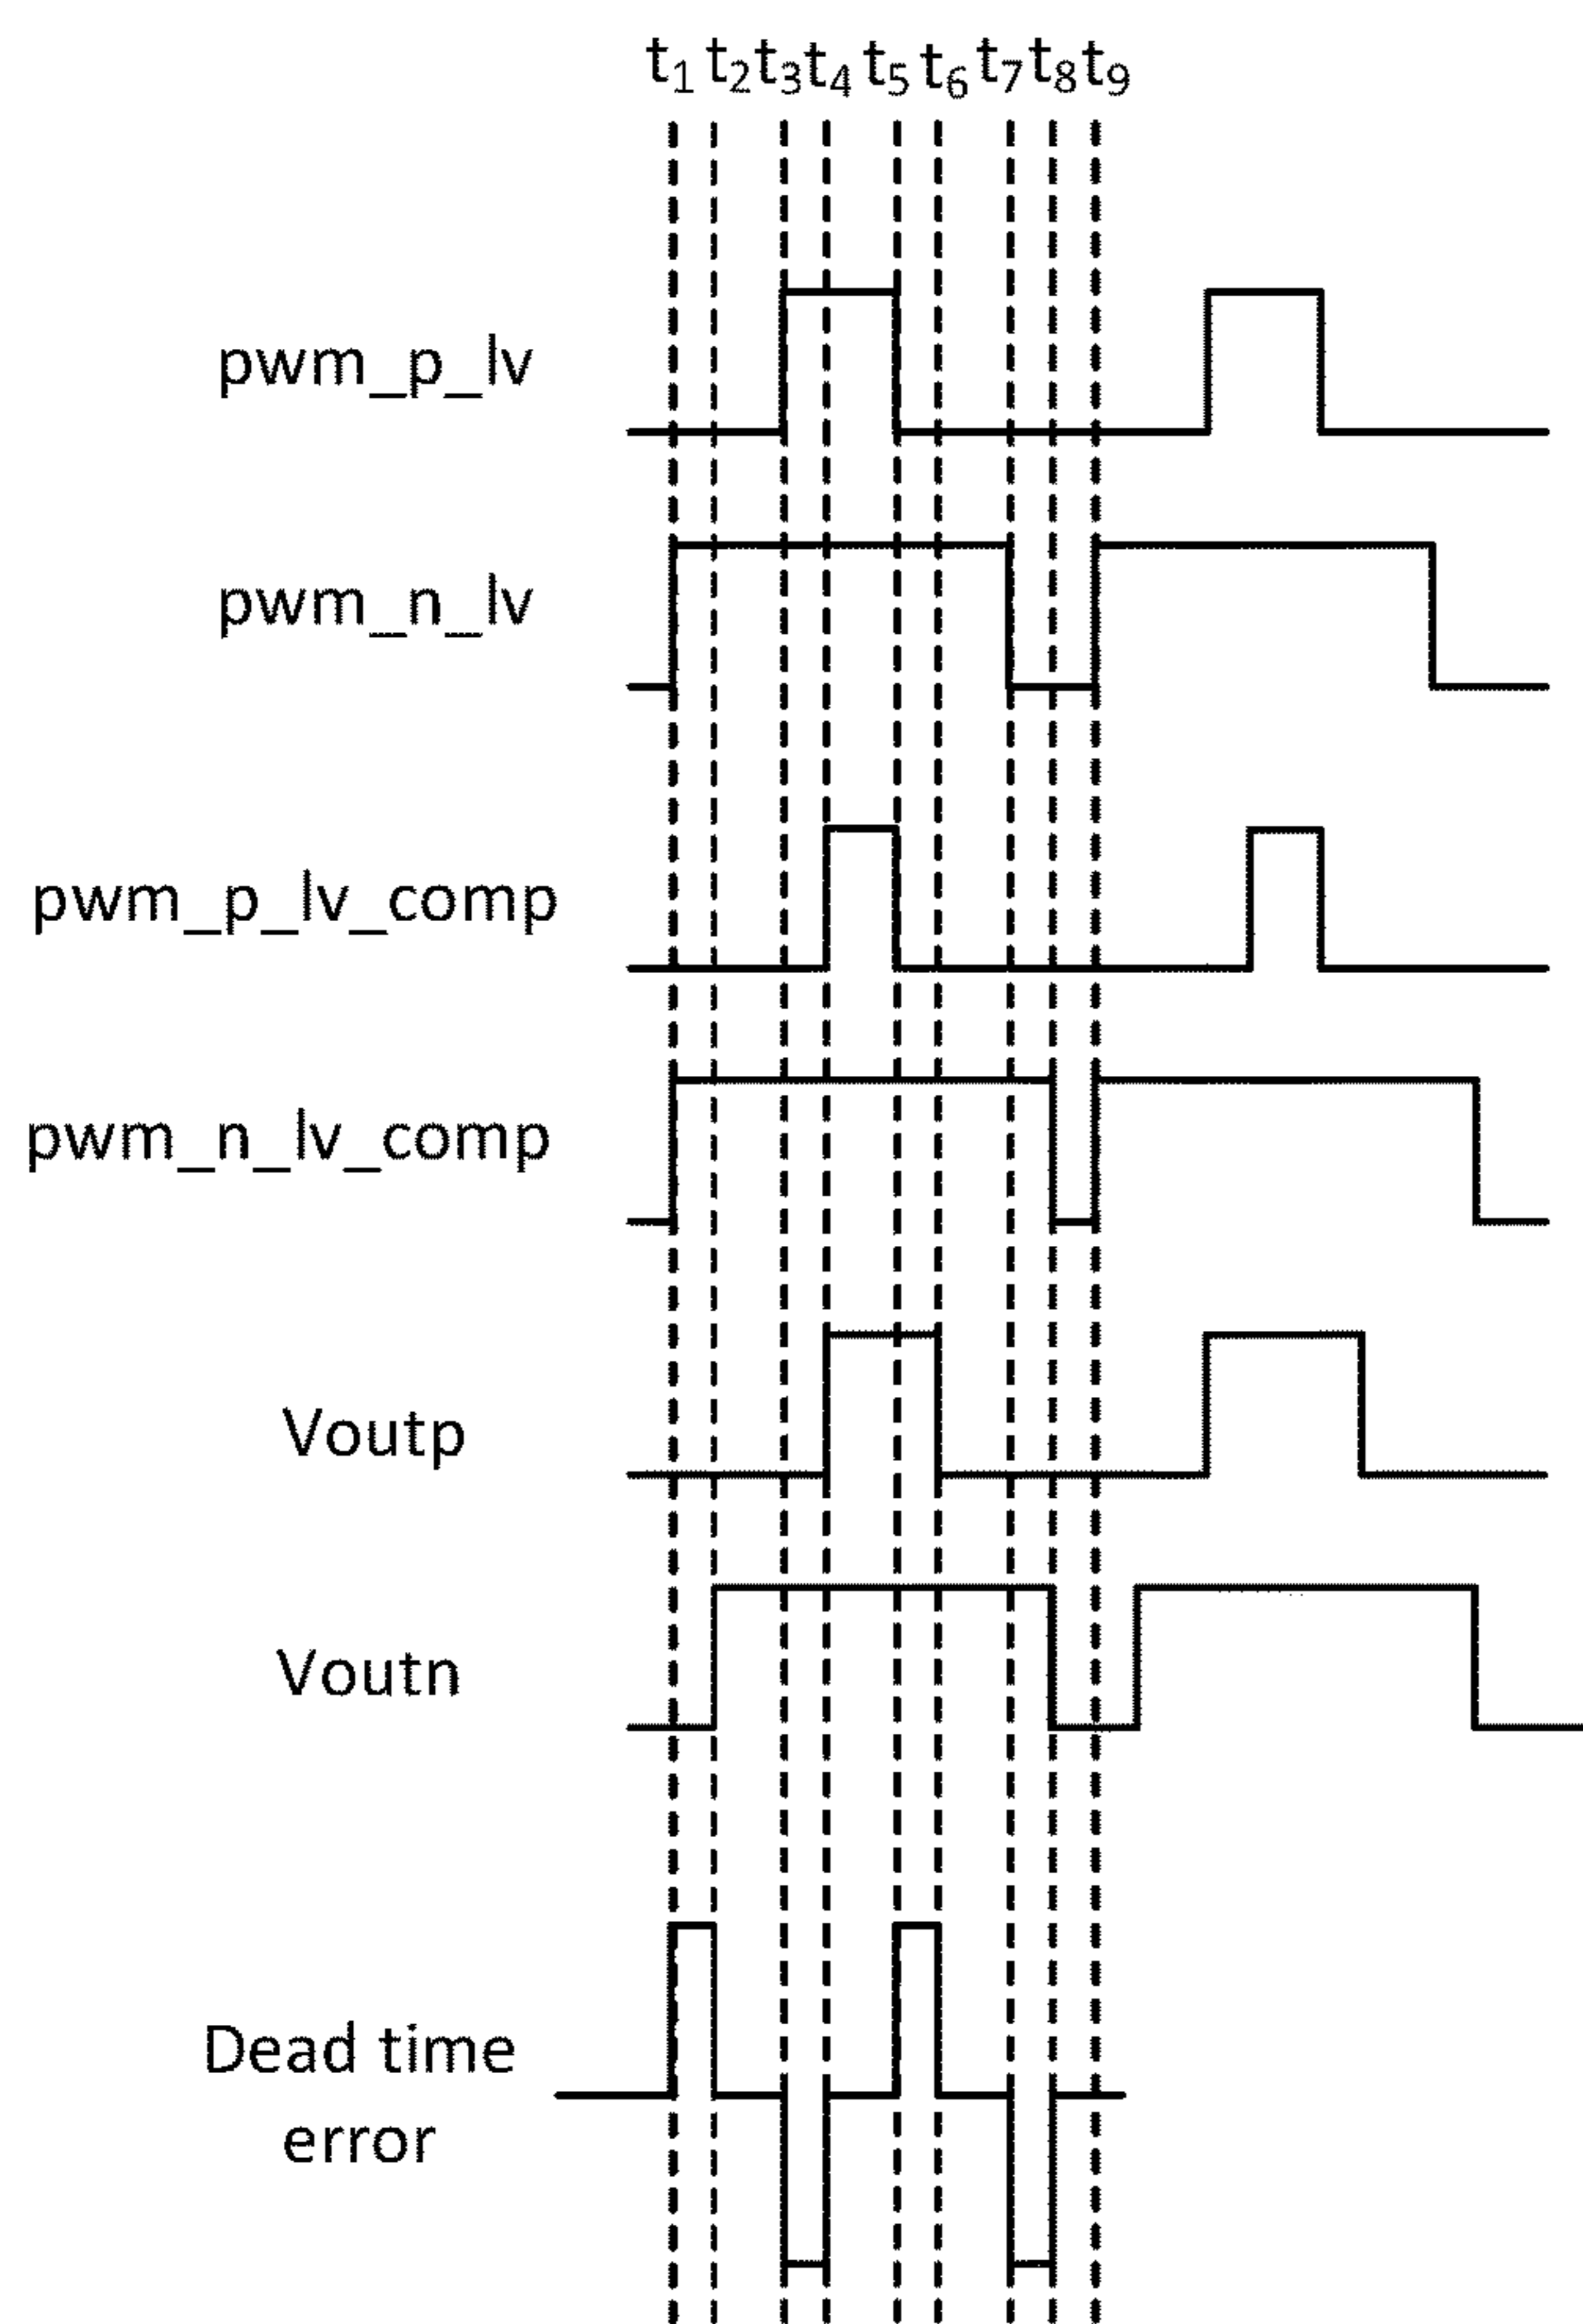 t1 t2 t3 t4 t5 t6 t7 t8 t9
pwm_p_lv
pwm_n_lv
pwm_p_lv_comp
pwm_n_lv_comp
Voutp
Voutn
Dead time
error